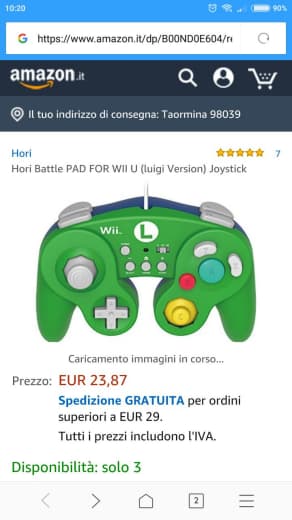 10:20
90%
https://www.amazon.it/dp/B00ND0E604/re
amazon.it
Il tuo indirizzo di consegna: Taormina 98039
Hori
7
Hori Battle PAD FOR WII U (luigi Version) Joystick
Wii
L
Caricamento immagini in corso...
Prezzo: EUR 23,87
Spedizione GRATUITA per ordini
superiori a EUR 29.
Tutti i prezzi includono l'IVA.
Disponibilità: solo 3
2